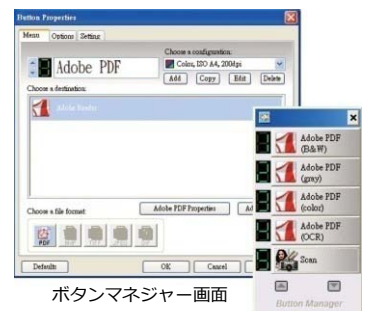 Button Properties
Menu Options Setting
Adobe PDF
Choose a configuration:
Color, ISO A4, 200dpi
Add Copy Edit Delete
Choose a destination:
Adobe Reader
Choose a file format:
Adobe PDF Properties
PDF
Defaults OK Cancel
Adobe PDF
(B&W)
Adobe PDF
(gray)
Adobe PDF
(color)
Adobe PDF
(OCR)
Scan
Button Manager
ボタンマネジャー画面